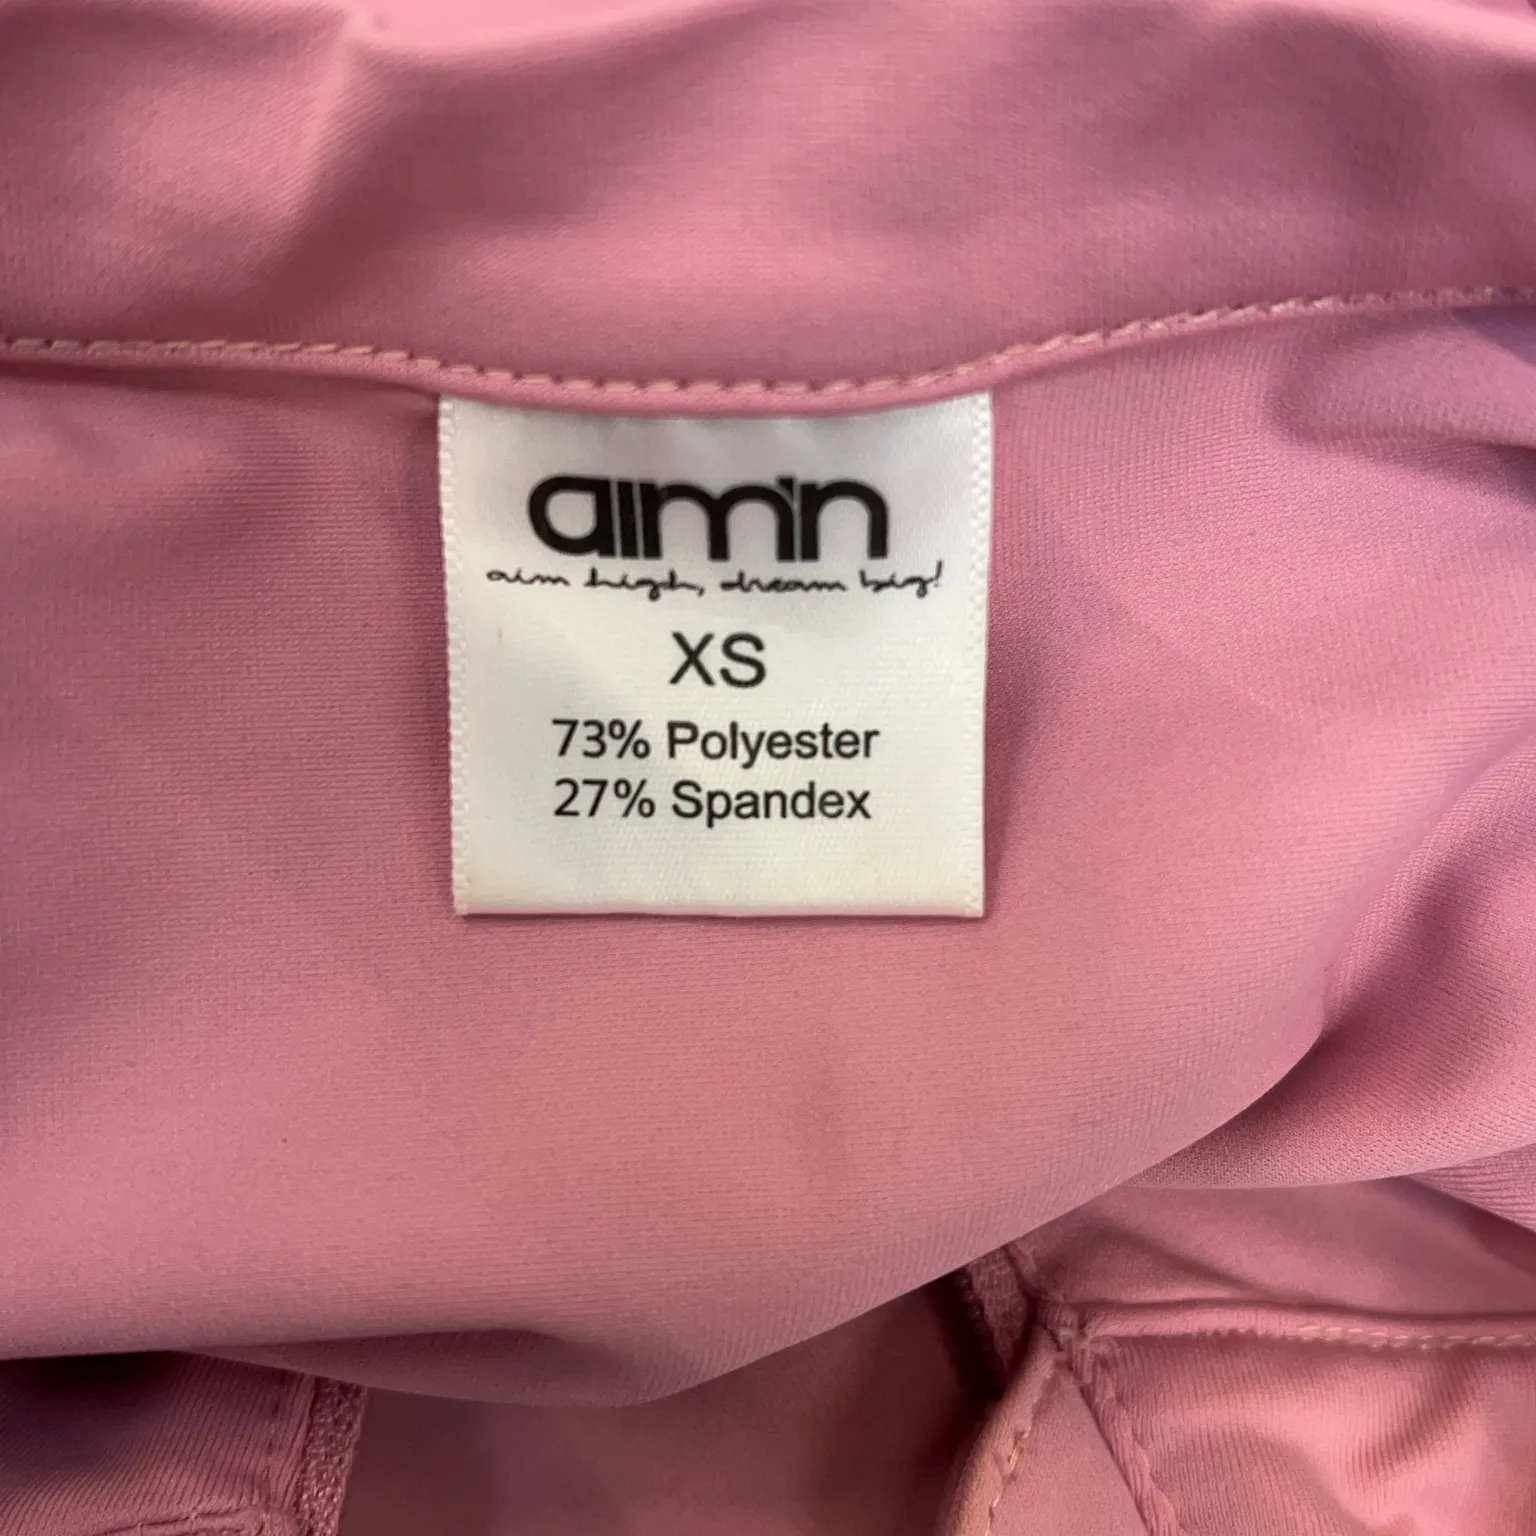 aim'n
aim high, dream big!
XS
73% Polyester
27% Spandex